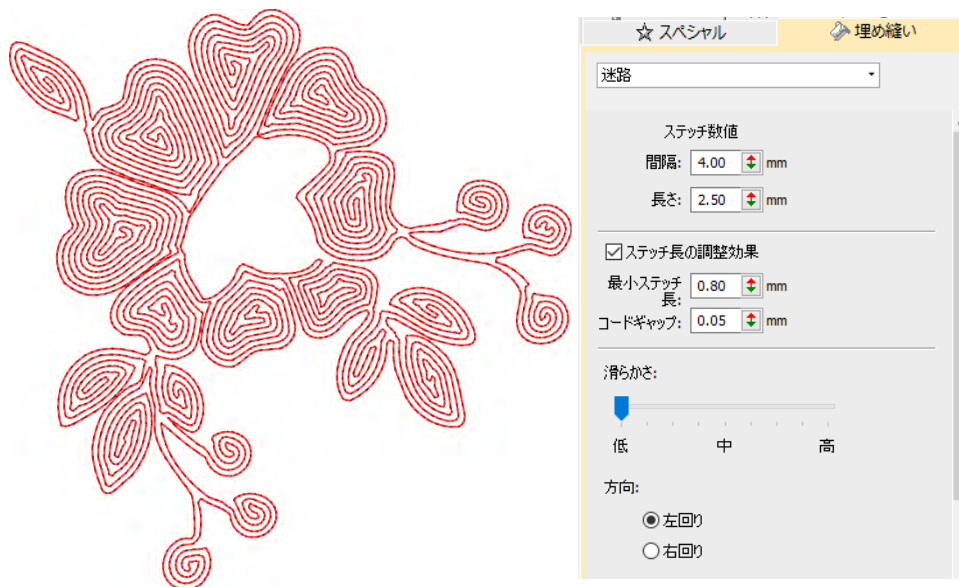 ☆ スペシャル 埋め縫い
迷路
ステッチ数値
間隔: 4.00 mm
長さ: 2.50 mm
ステッチ長の調整効果
最小ステッチ長: 0.80 mm
コードギャップ: 0.05 mm
滑らかさ:
低 中 高
方向:
左回り
右回り